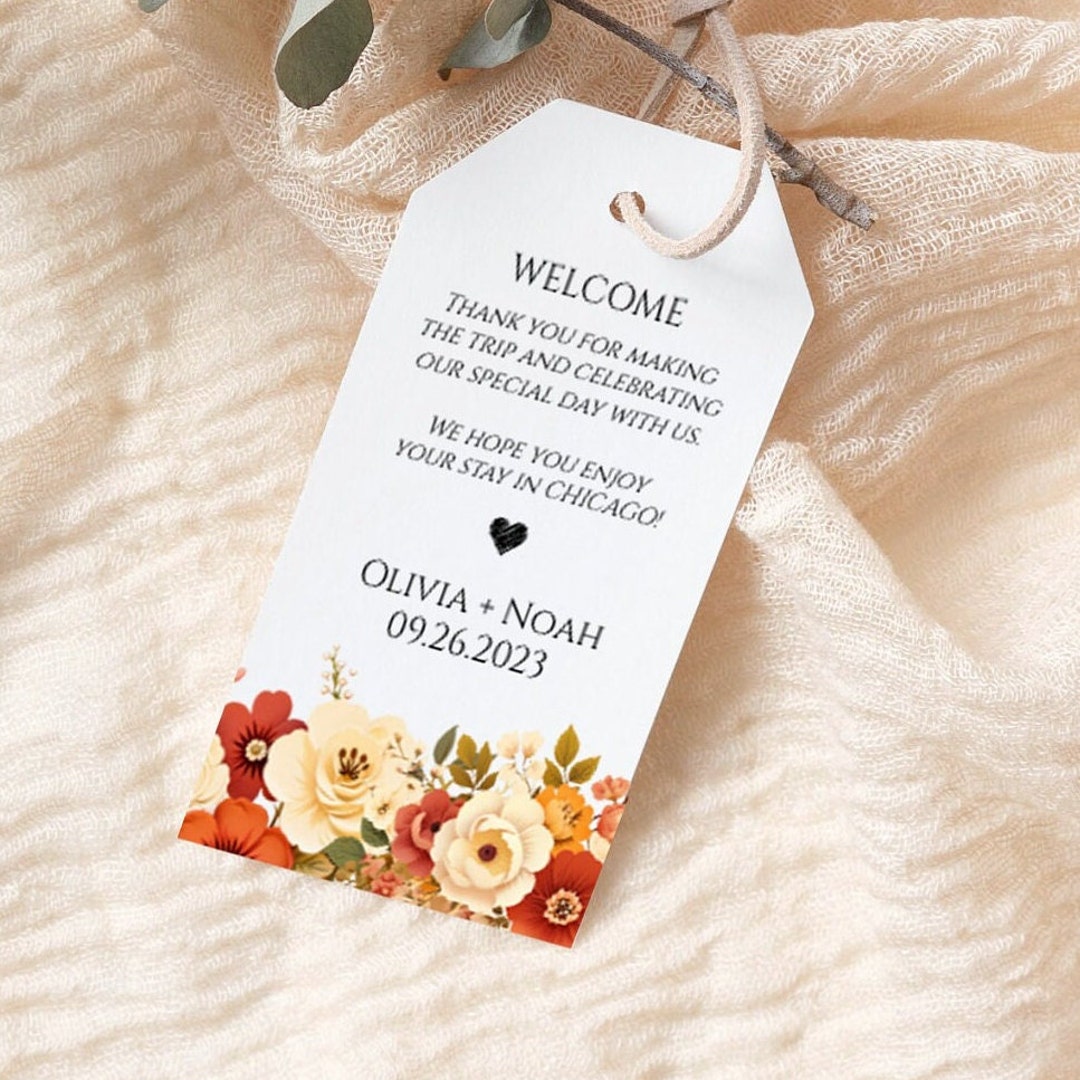 WELCOME
THANK YOU FOR MAKING
THE TRIP AND CELEBRATING
OUR SPECIAL DAY WITH US.
WE HOPE YOU ENJOY
YOUR STAY IN CHICAGO!
OLIVIA + NOAH
09.26.2023